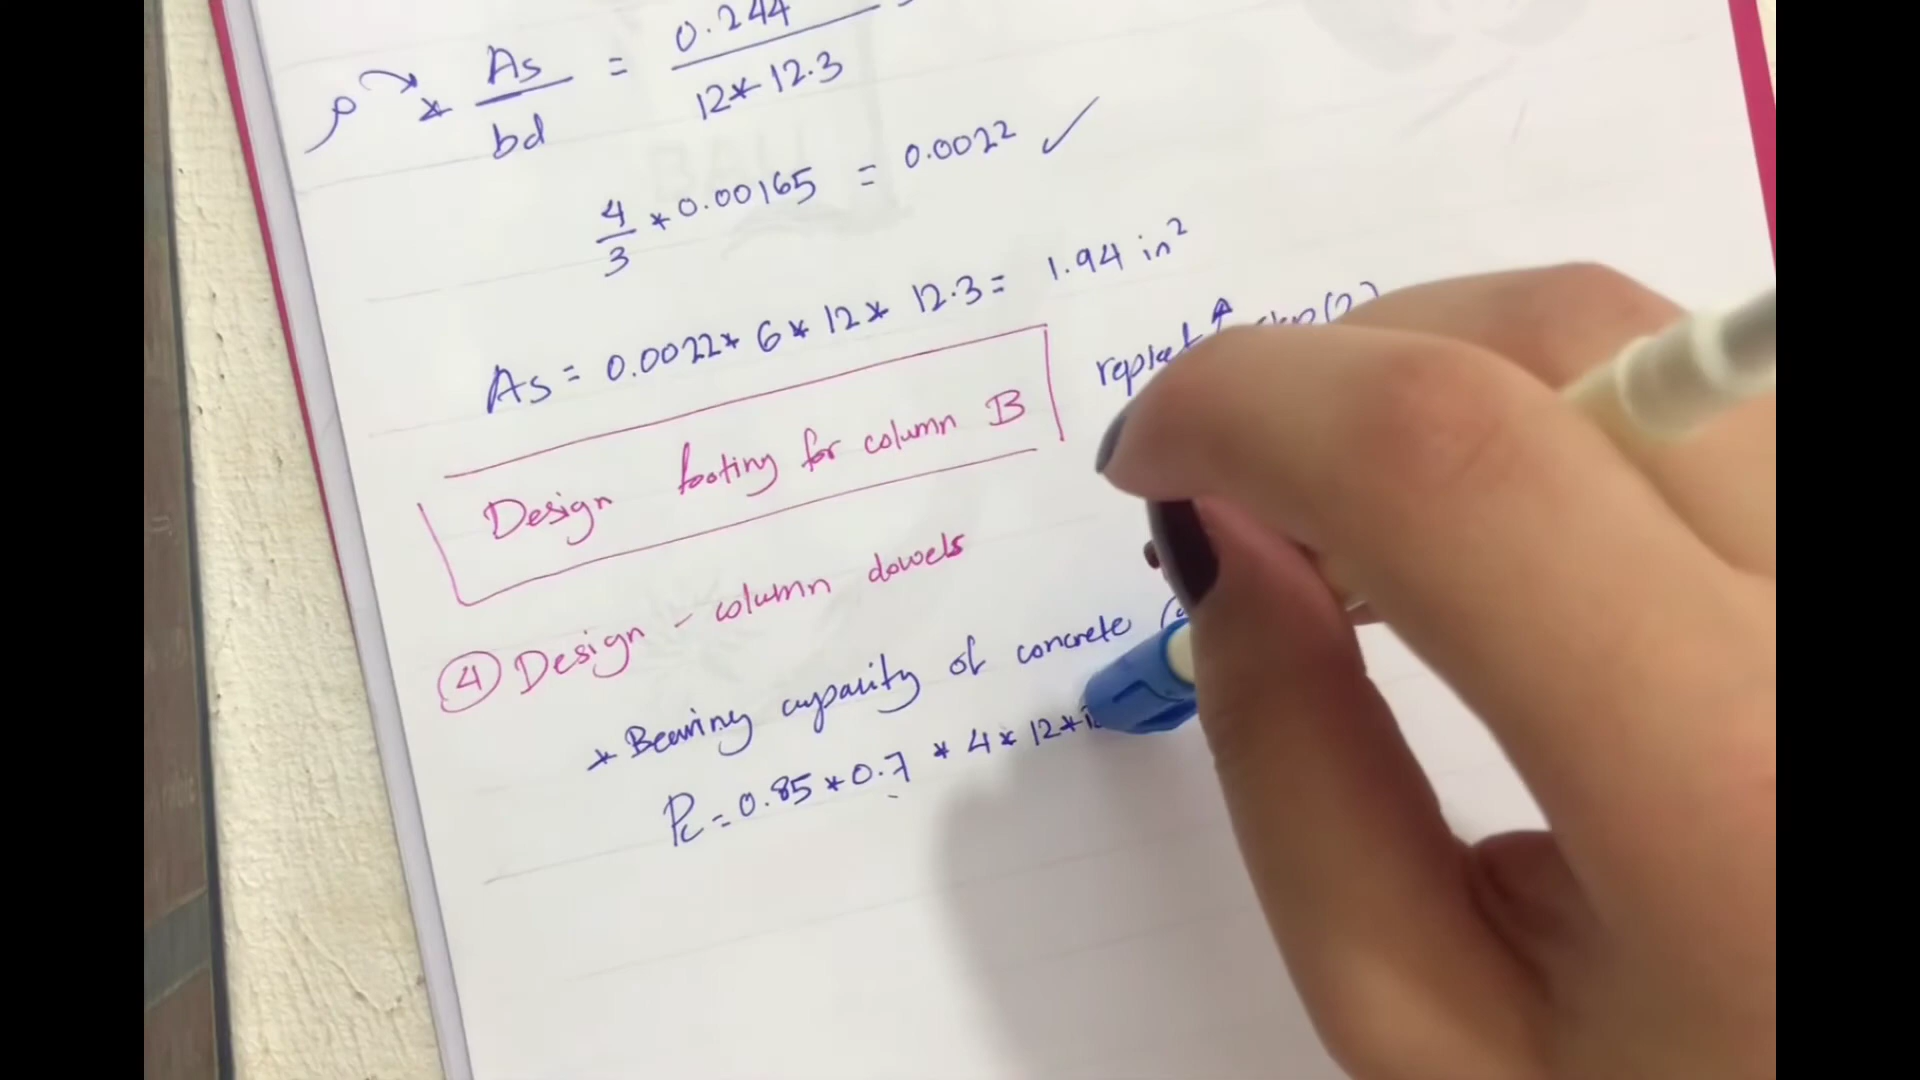 ρ * As/bd = 0.244/12*12.3
4/3 * 0.00165 = 0.0022 ✓
As = 0.0022* 6* 12* 12.3 = 1.94 in²
Design footing for column B
④ Design - column dowels
* Bearing capacity of concrete
Pc = 0.85*0.7 * 4* 12*